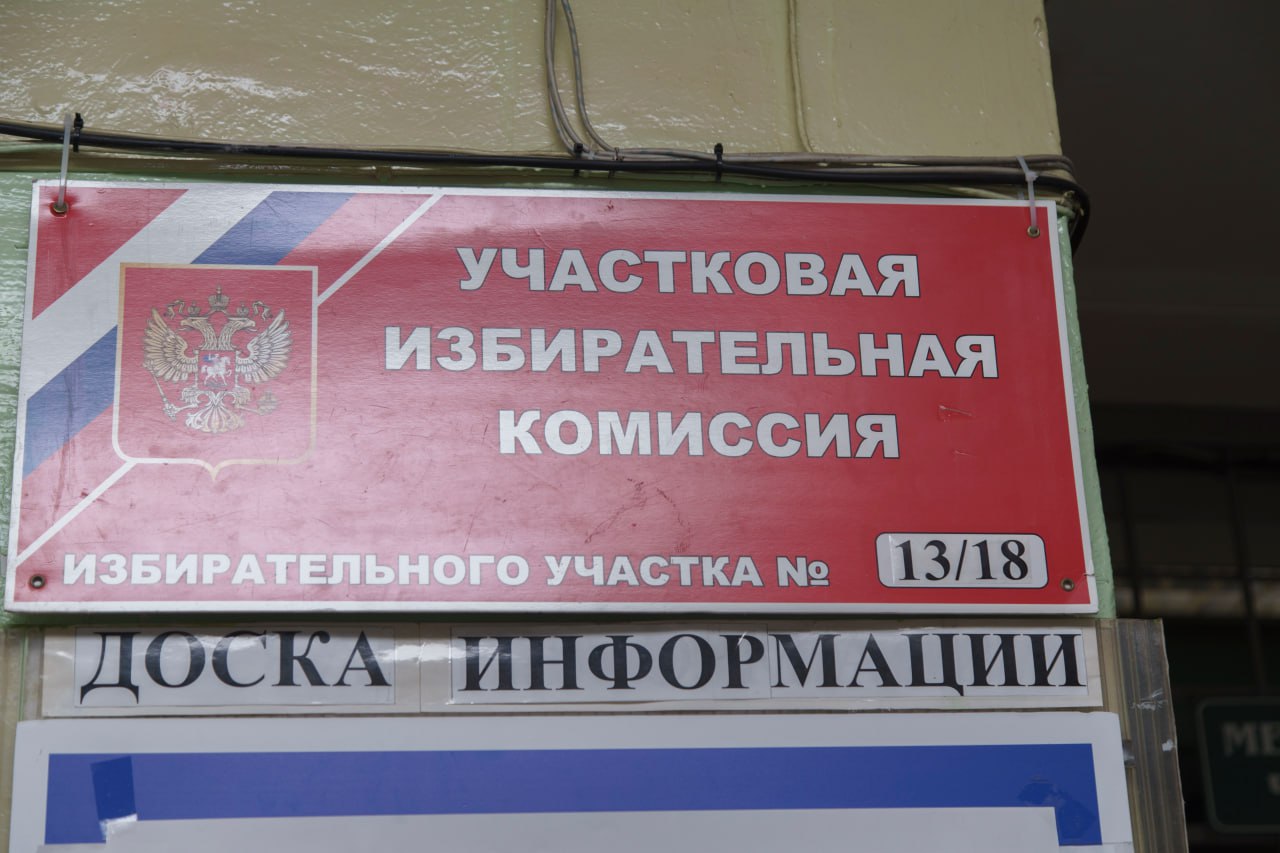 УЧАСТКОВАЯ
ИЗБИРАТЕЛЬНАЯ
КОМИССИЯ
ИЗБИРАТЕЛЬНОГО УЧАСТКА № 13/18
ДОСКА ИНФОРМАЦИИ